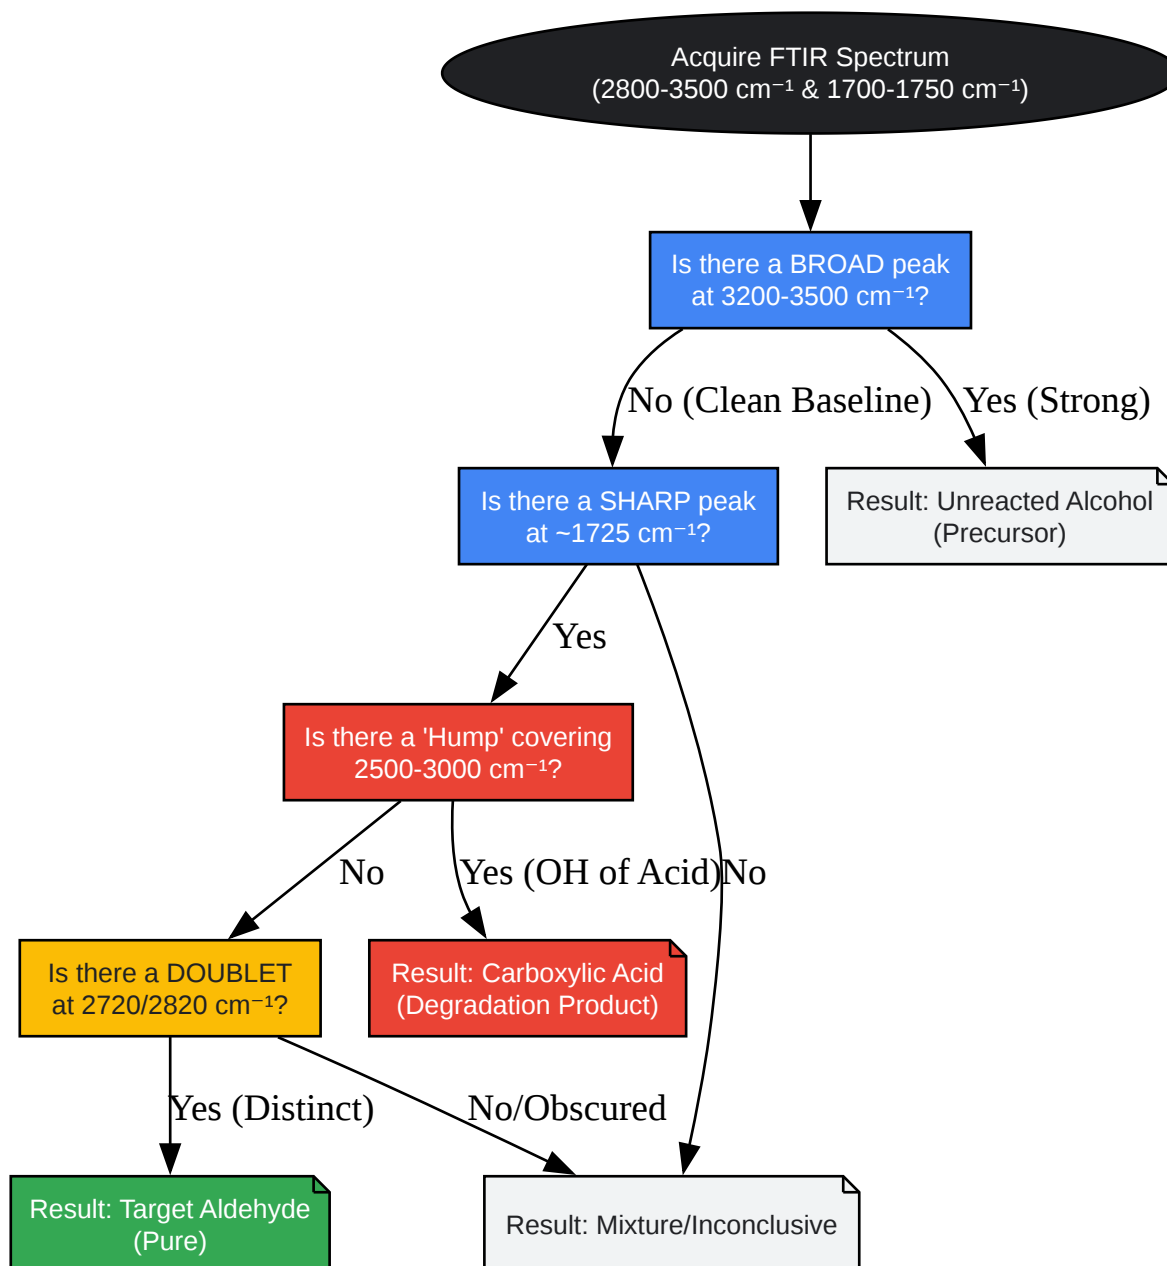 Acquire FTIR Spectrum
(2800-3500 cm⁻¹ & 1700-1750 cm⁻¹)
Is there a BROAD peak
at 3200-3500 cm⁻¹?
No (Clean Baseline)
Yes (Strong)
Is there a SHARP peak
at ~1725 cm⁻¹?
Result: Unreacted Alcohol
(Precursor)
Yes
Is there a 'Hump' covering
2500-3000 cm⁻¹?
No
Yes (OH of Acid)
No
Is there a DOUBLET
at 2720/2820 cm⁻¹?
Result: Carboxylic Acid
(Degradation Product)
Yes (Distinct)
No/Obscured
Result: Target Aldehyde
(Pure)
Result: Mixture/Inconclusive